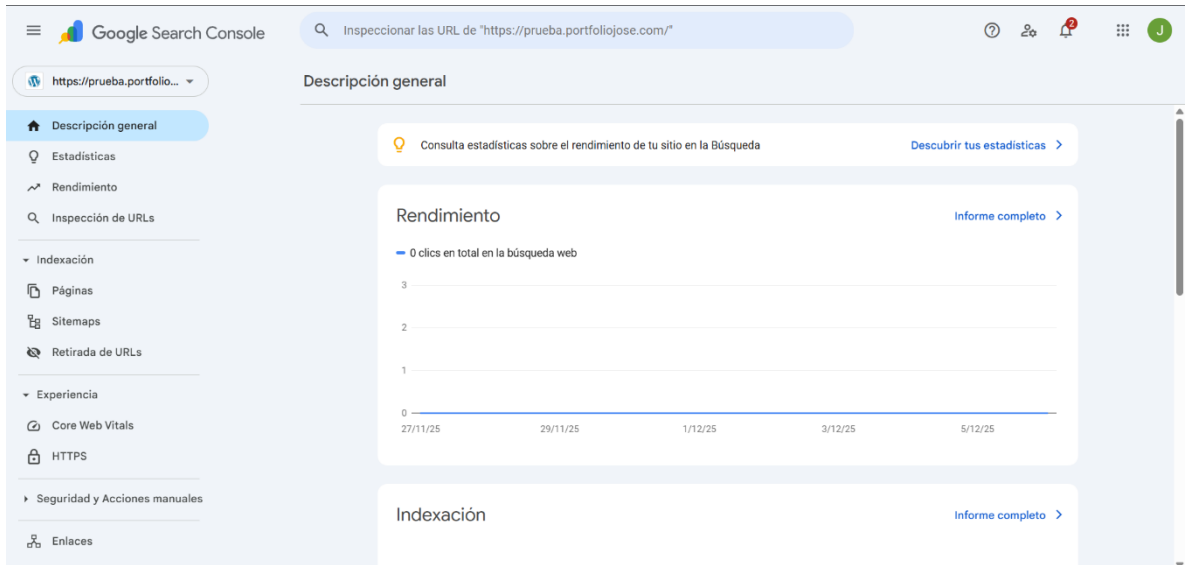 Google Search Console
Inspeccionar las URL de "https://prueba.portfoliojose.com/"
2
J
https://prueba.portfolio...
Descripción general
Descripción general
Estadísticas
Rendimiento
Inspección de URLs
Indexación
Páginas
Sitemaps
Retirada de URLs
Experiencia
Core Web Vitals
HTTPS
Seguridad y Acciones manuales
Enlaces
Consulta estadísticas sobre el rendimiento de tu sitio en la Búsqueda
Descubrir tus estadísticas
Rendimiento
Informe completo
0 clics en total en la búsqueda web
3
2
1
0
27/11/25 29/11/25 1/12/25 3/12/25 5/12/25
Indexación
Informe completo